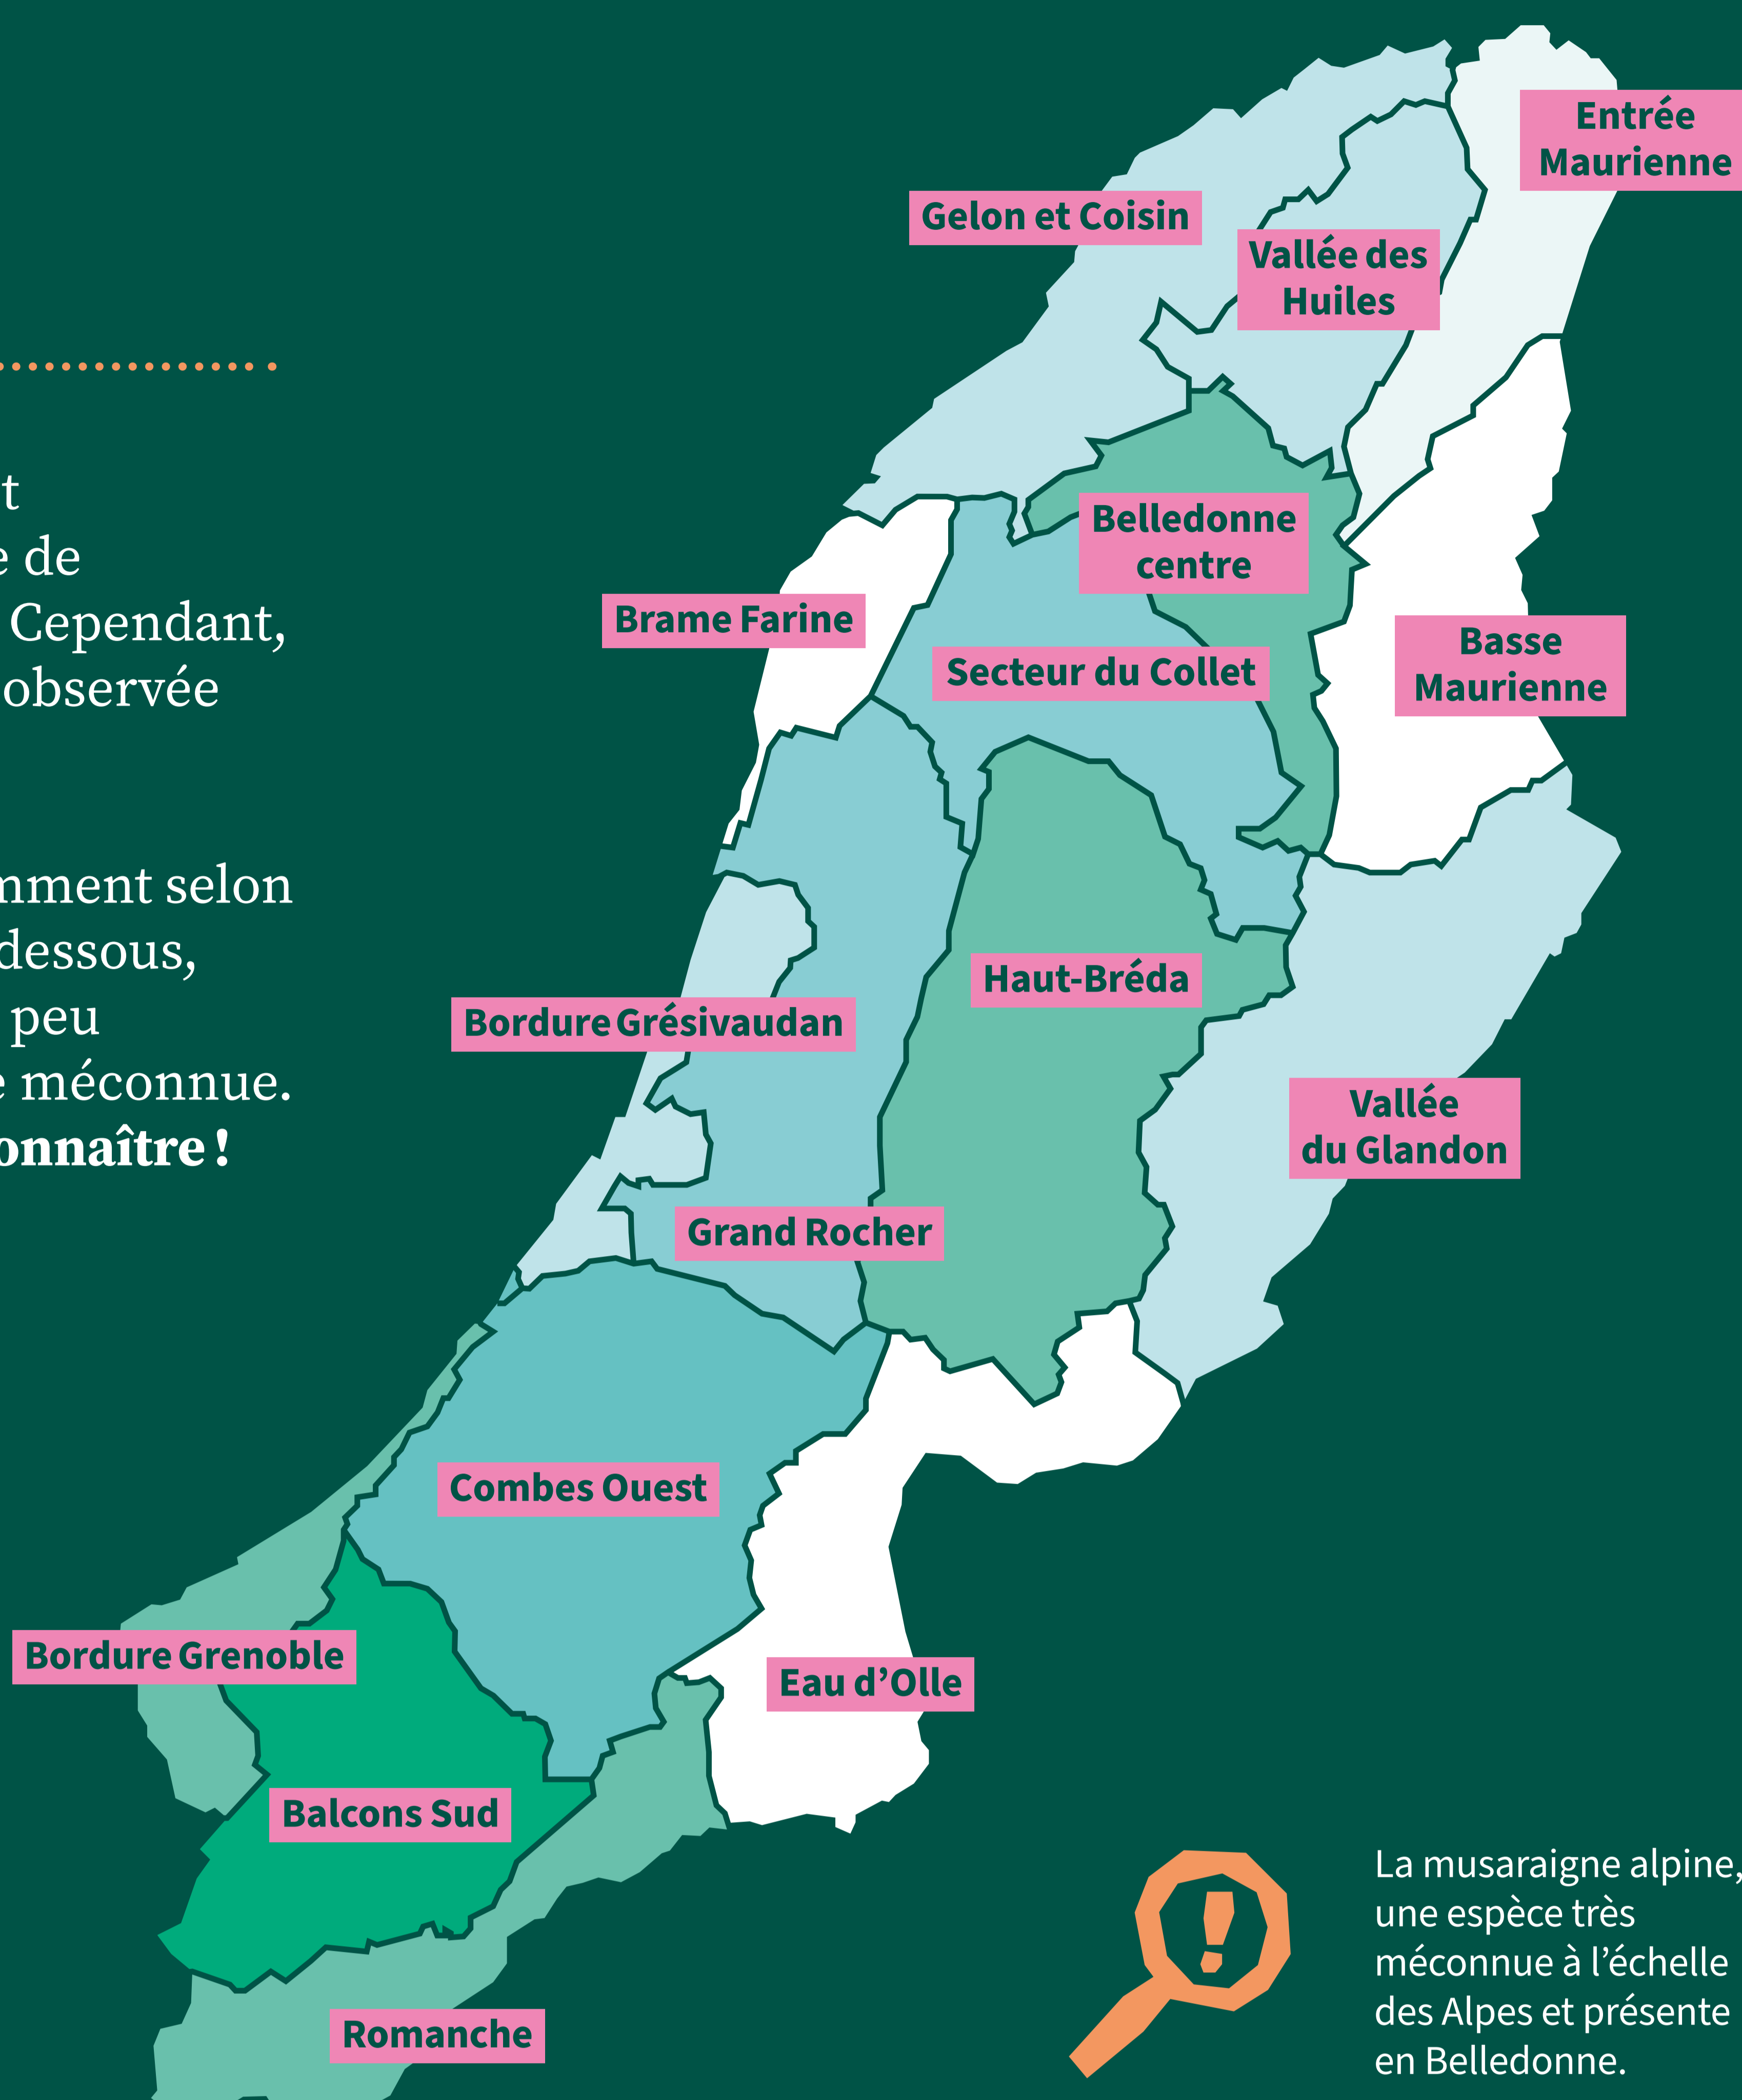 t
e de
Cependant,
observée
mment selon
dessous,
peu
e méconnue.
onnaître !
Entrée
Maurienne
Gelon et Coisin
Vallée des
Huiles
Belledonne
centre
Brame Farine
Secteur du Collet
Basse
Maurienne
Haut-Bréda
Bordure Grésivaudan
Vallée
du Glandon
Grand Rocher
Combes Ouest
Bordure Grenoble
Eau d’Olle
Balcons Sud
Romanche
La musaraigne alpine,
une espèce très
méconnue à l’échelle
des Alpes et présente
en Belledonne.